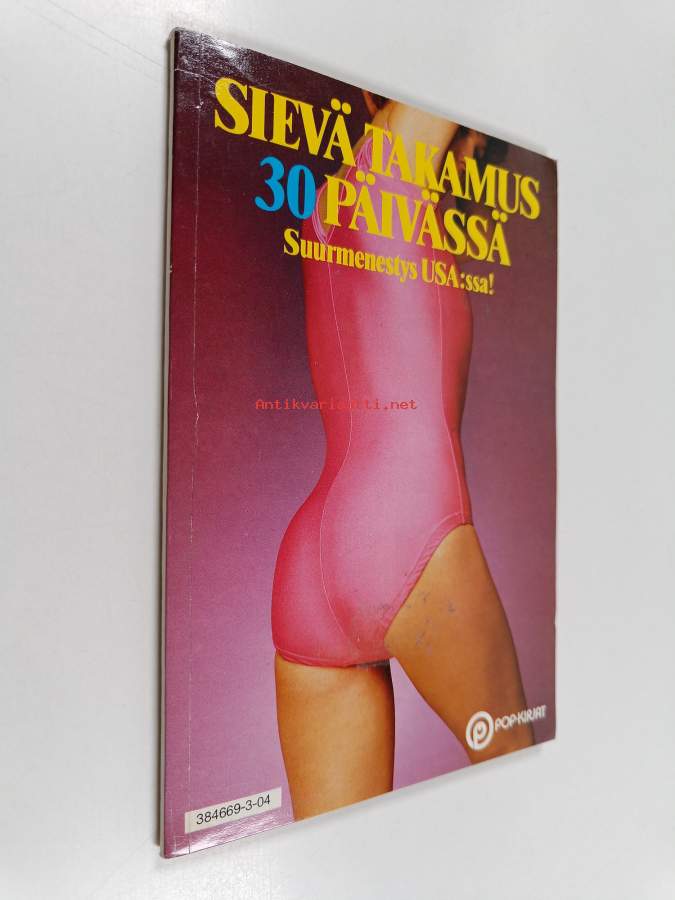 SIEVÄ TAKAMUS
30 PÄIVÄSSÄ
Suurmenestys USA:ssa!
Antikvariaatti.net
POP-KIRJAT
384669-3-04